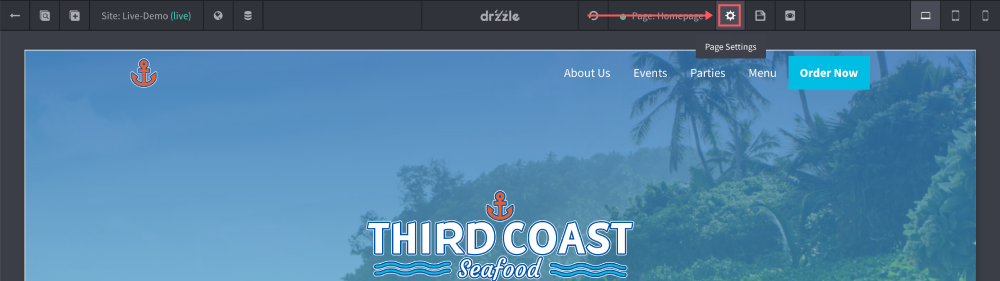 Site: Live-Demo (live)
drizzle
Page: Homepage
Page Settings
About Us
Events
Parties
Menu
Order Now
THIRD COAST
Seafood